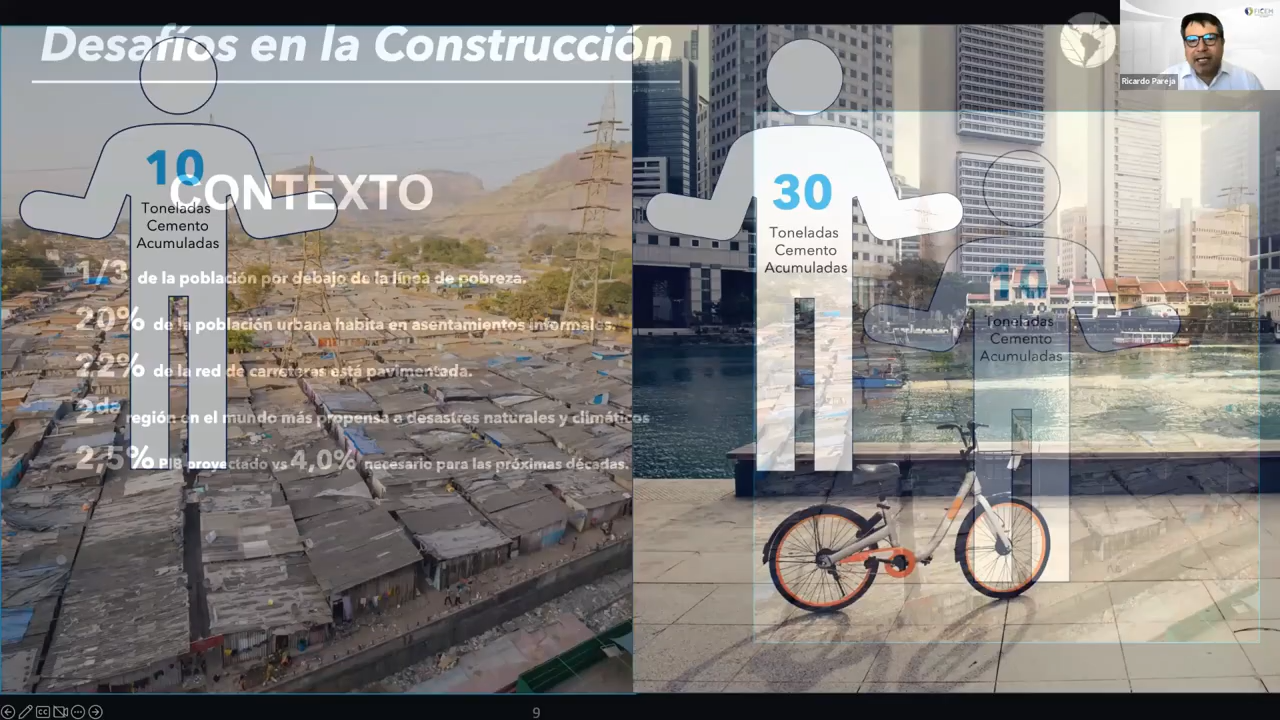 Desafíos en la Construcción
CONTEXTO
10
Toneladas
Cemento
Acumuladas
1/3 de la población por debajo de la línea de pobreza.
20% de la población urbana habita en asentamientos informales.
22% de la red de carreteras está pavimentada.
2da región en el mundo más propensa a desastres naturales y climáticos
2,5% PIB proyectado vs 4,0% necesario para las próximas décadas.
30
Toneladas
Cemento
Acumuladas
10
Toneladas
Cemento
Acumuladas
FICEM
Ricardo Pareja
9